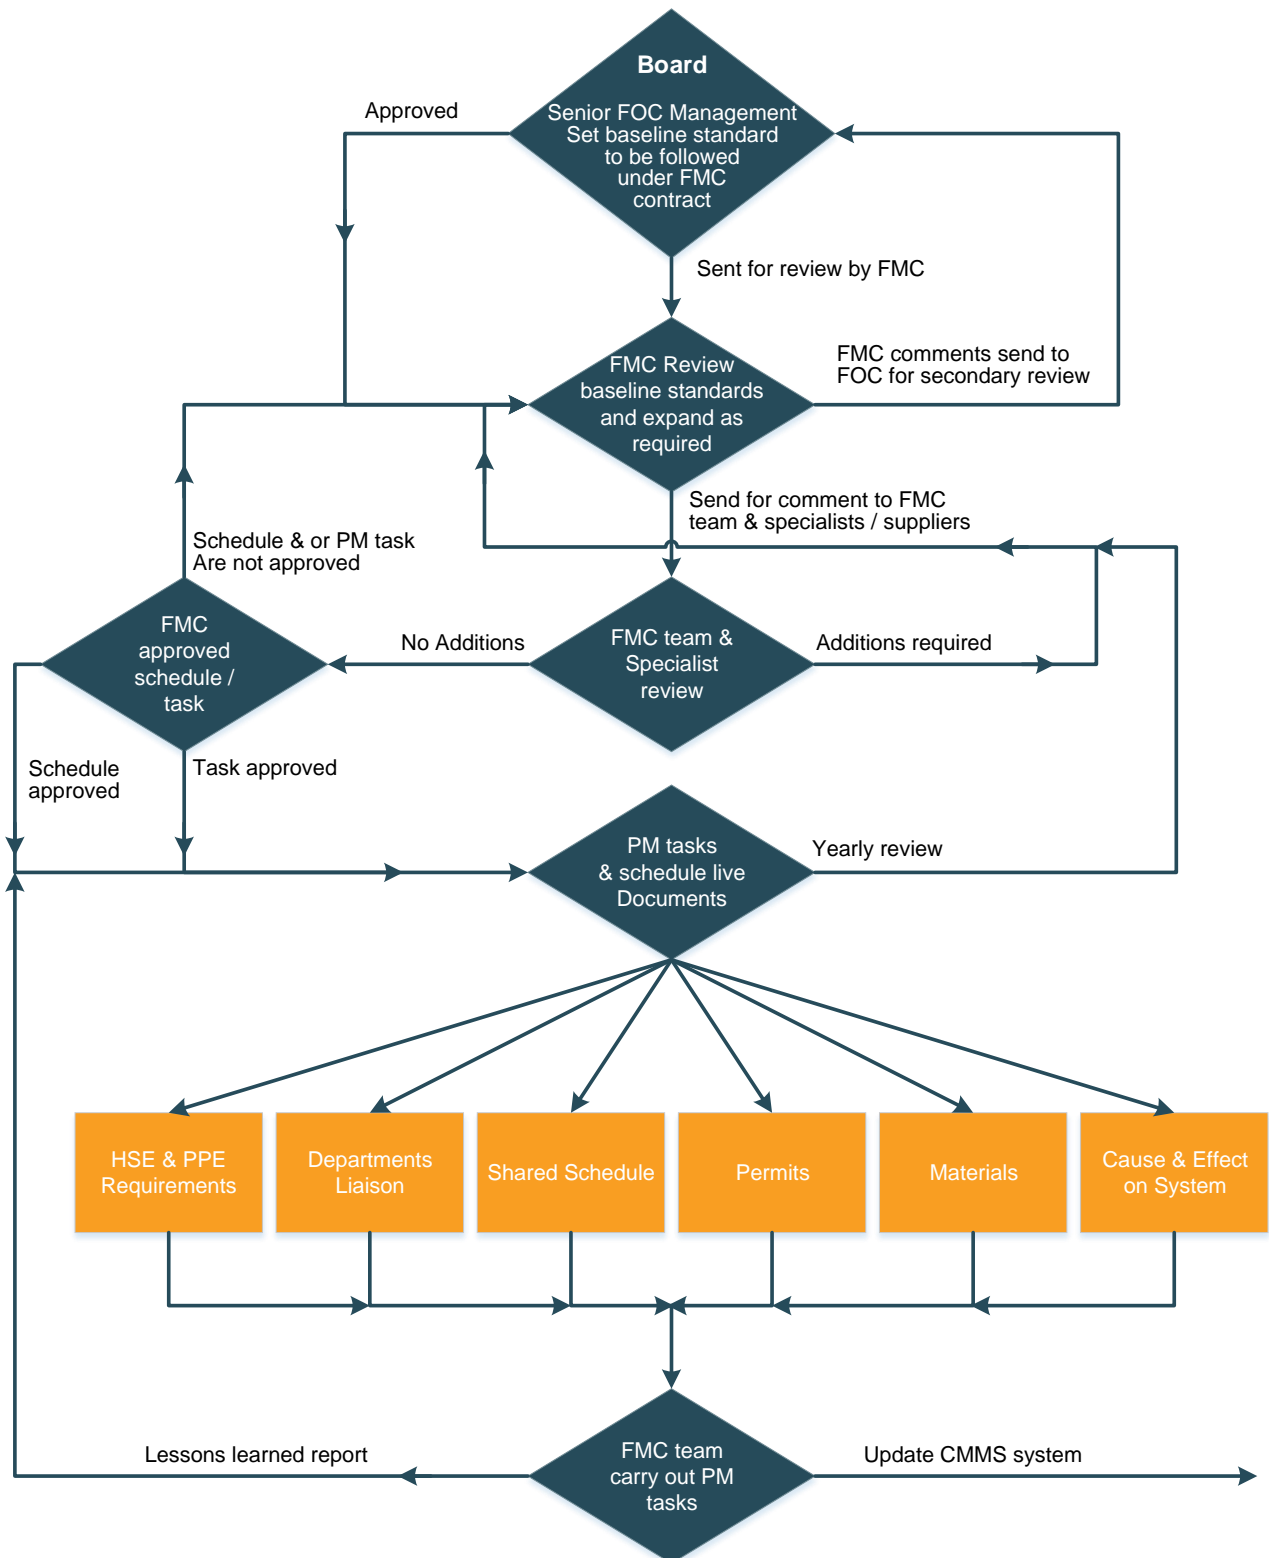 Board
Approved
Senior FOC Management
Set baseline standard
to be followed
under FMC
contract
Sent for review by FMC
FMC Review
baseline standards
and expand as
required
FMC comments send to
FOC for secondary review
Send for comment to FMC
team & specialists / suppliers
Schedule & or PM task
Are not approved
FMC
approved
schedule /
task
No Additions
FMC team &
Specialist
review
Additions required
Schedule
approved
Task approved
PM tasks
& schedule live
Documents
Yearly review
HSE & PPE
Requirements
Departments
Liaison
Shared Schedule
Permits
Materials
Cause & Effect
on System
Lessons learned report
FMC team
carry out PM
tasks
Update CMMS system